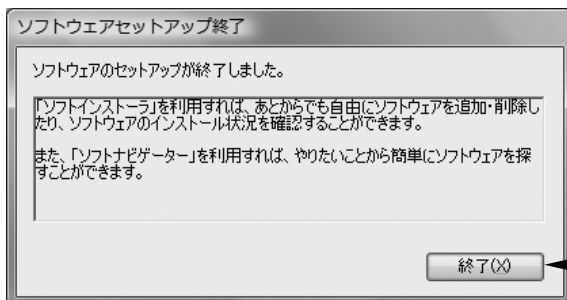 ソフトウェアセットアップ終了
ソフトウェアのセットアップが終了しました。
「ソフトインストーラ」を利用すれば、あとからでも自由にソフトウェアを追加・削除し
たり、ソフトウェアのインストール状況を確認することができます。
また、「ソフトナビゲーター」を利用すれば、やりたいことから簡単にソフトウェアを探
すことができます。
終了(X)